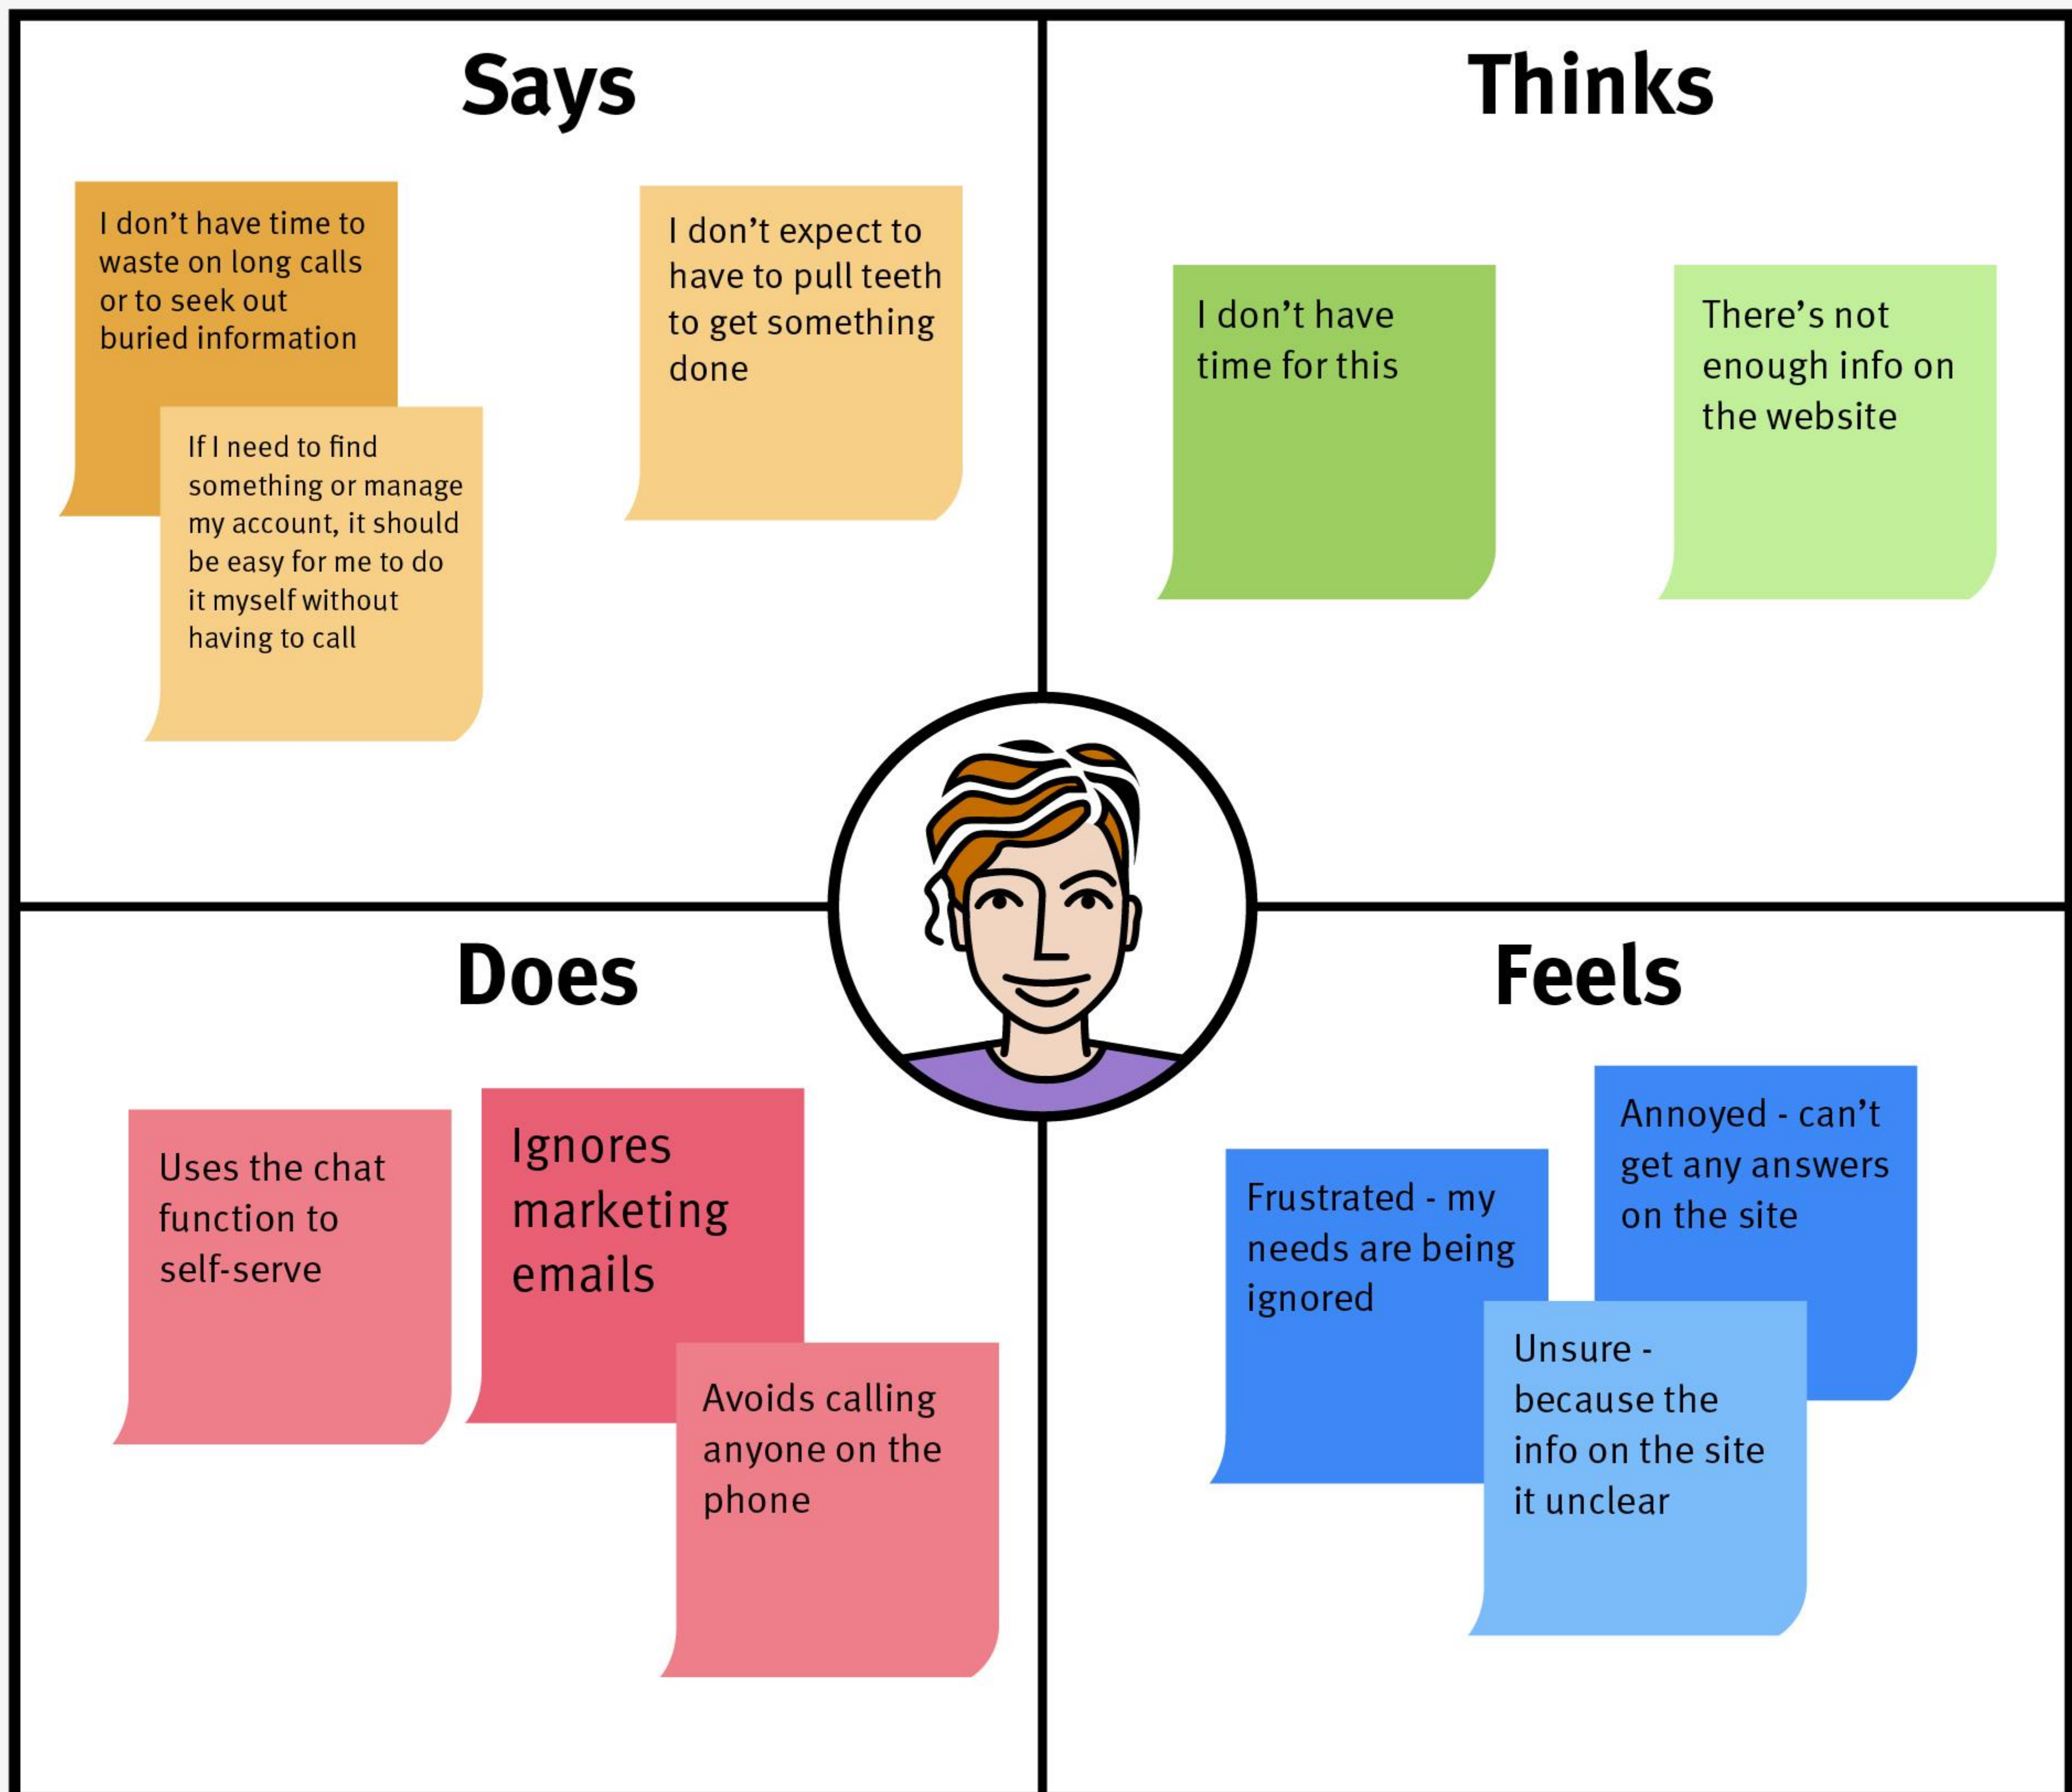 Says
I don’t have time to
waste on long calls
or to seek out
buried information
If I need to find
something or manage
my account, it should
be easy for me to do
it myself without
having to call
I don’t expect to
have to pull teeth
to get something
done
Thinks
I don’t have
time for this
There’s not
enough info on
the website
Does
Uses the chat
function to
self-serve
Ignores
marketing
emails
Avoids calling
anyone on the
phone
Feels
Frustrated - my
needs are being
ignored
Annoyed - can’t
get any answers
on the site
Unsure -
because the
info on the site
it unclear